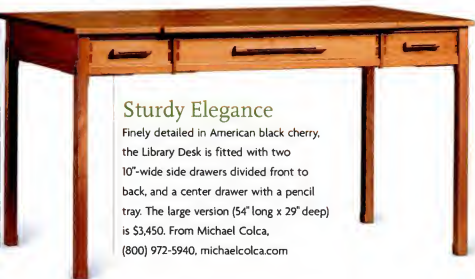 Sturdy Elegance
Finely detailed in American black cherry,
the Library Desk is fitted with two
10"-wide side drawers divided front to
back, and a center drawer with a pencil
tray. The large version (54" long x 29" deep)
is $3,450. From Michael Colca,
(800) 972-5940, michaelcolca.com